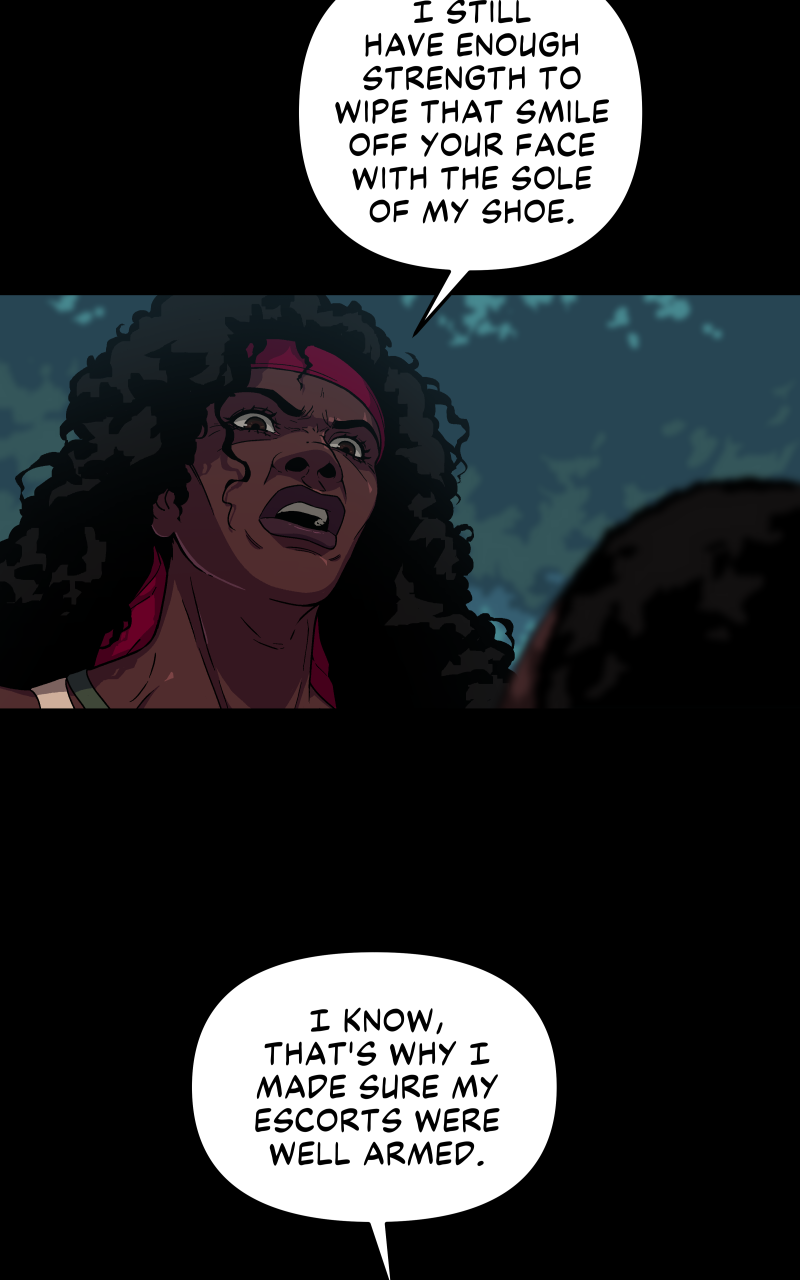 I STILL
HAVE ENOUGH
STRENGTH TO
WIPE THAT SMILE
OFF YOUR FACE
WITH THE SOLE
OF MY SHOE.
I KNOW,
THAT'S WHY I
MADE SURE MY
ESCORTS WERE
WELL ARMED.